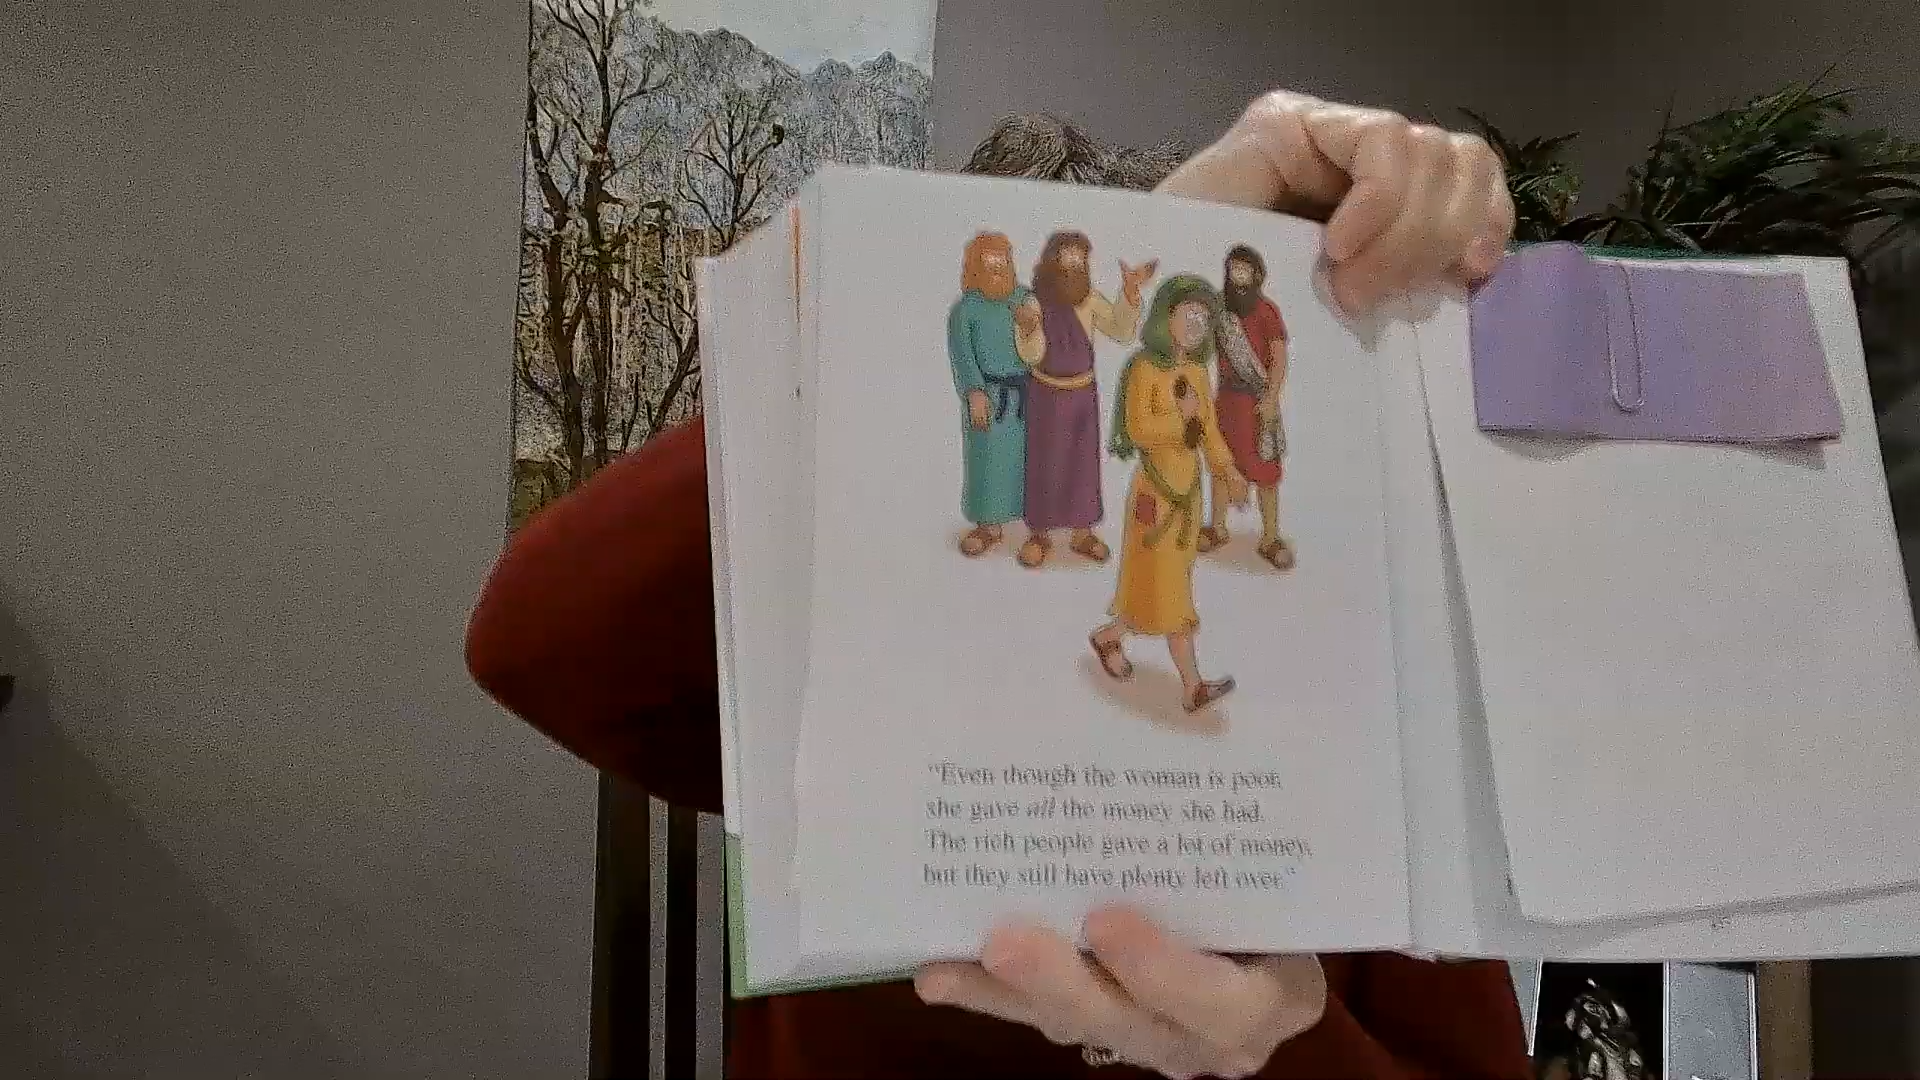 “Even though the woman is poor,
she gave all the money she had.
The rich people gave a lot of money,
but they still have plenty left over.”